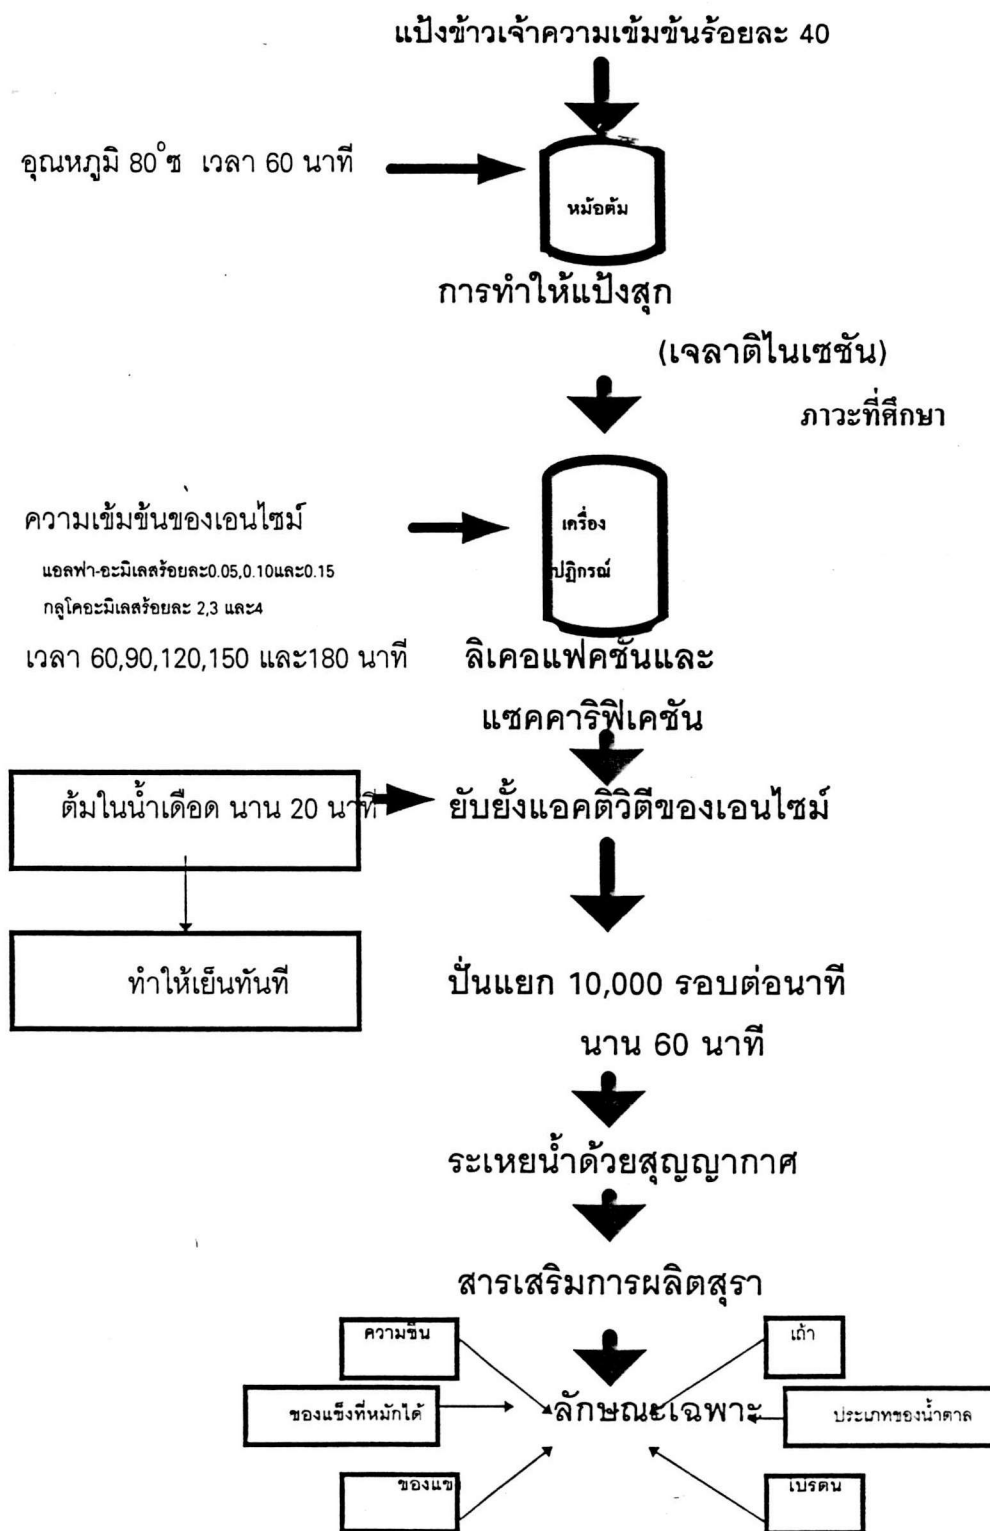 แป้งข้าวเจ้าความเข้มข้นร้อยละ 40
อุณหภูมิ 80°ซ เวลา 60 นาที
หม้อต้ม
การทำให้แป้งสุก
(เจลาติไนเซชัน)
ภาวะที่ศึกษา
ความเข้มข้นของเอนไซม์
เครื่อง
ปฏิกรณ์
แอลฟา-อะมิเลสร้อยละ0.05,0.10และ0.15
กลูโคอะมิเลสร้อยละ 2,3 และ4
เวลา 60,90,120,150 และ180 นาที
ลิเคอแฟคชันและ
แซคคาริฟิเคชัน
ต้มในน้ำเดือด นาน 20 นาที
ยับยั้งแอคติวิตีของเอนไซม์
ทำให้เย็นทันที
ปั่นแยก 10,000 รอบต่อนาที
นาน 60 นาที
ระเหยน้ำด้วยสุญญากาศ
สารเสริมการผลิตสุรา
ความชื้น
เถ้า
ของแข็งที่หมักได้
ลักษณะเฉพาะ
ประเภทของน้ำตาล